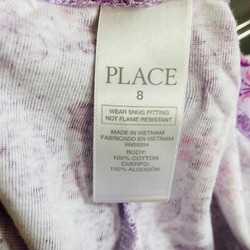 PLACE
8
WEAR SNUG FITTING
NOT FLAME RESISTANT
MADE IN VIETNAM
FABRICADO EN VIETNAM
BODY:
100% COTTON
CUERPO:
100% ALGODÓN